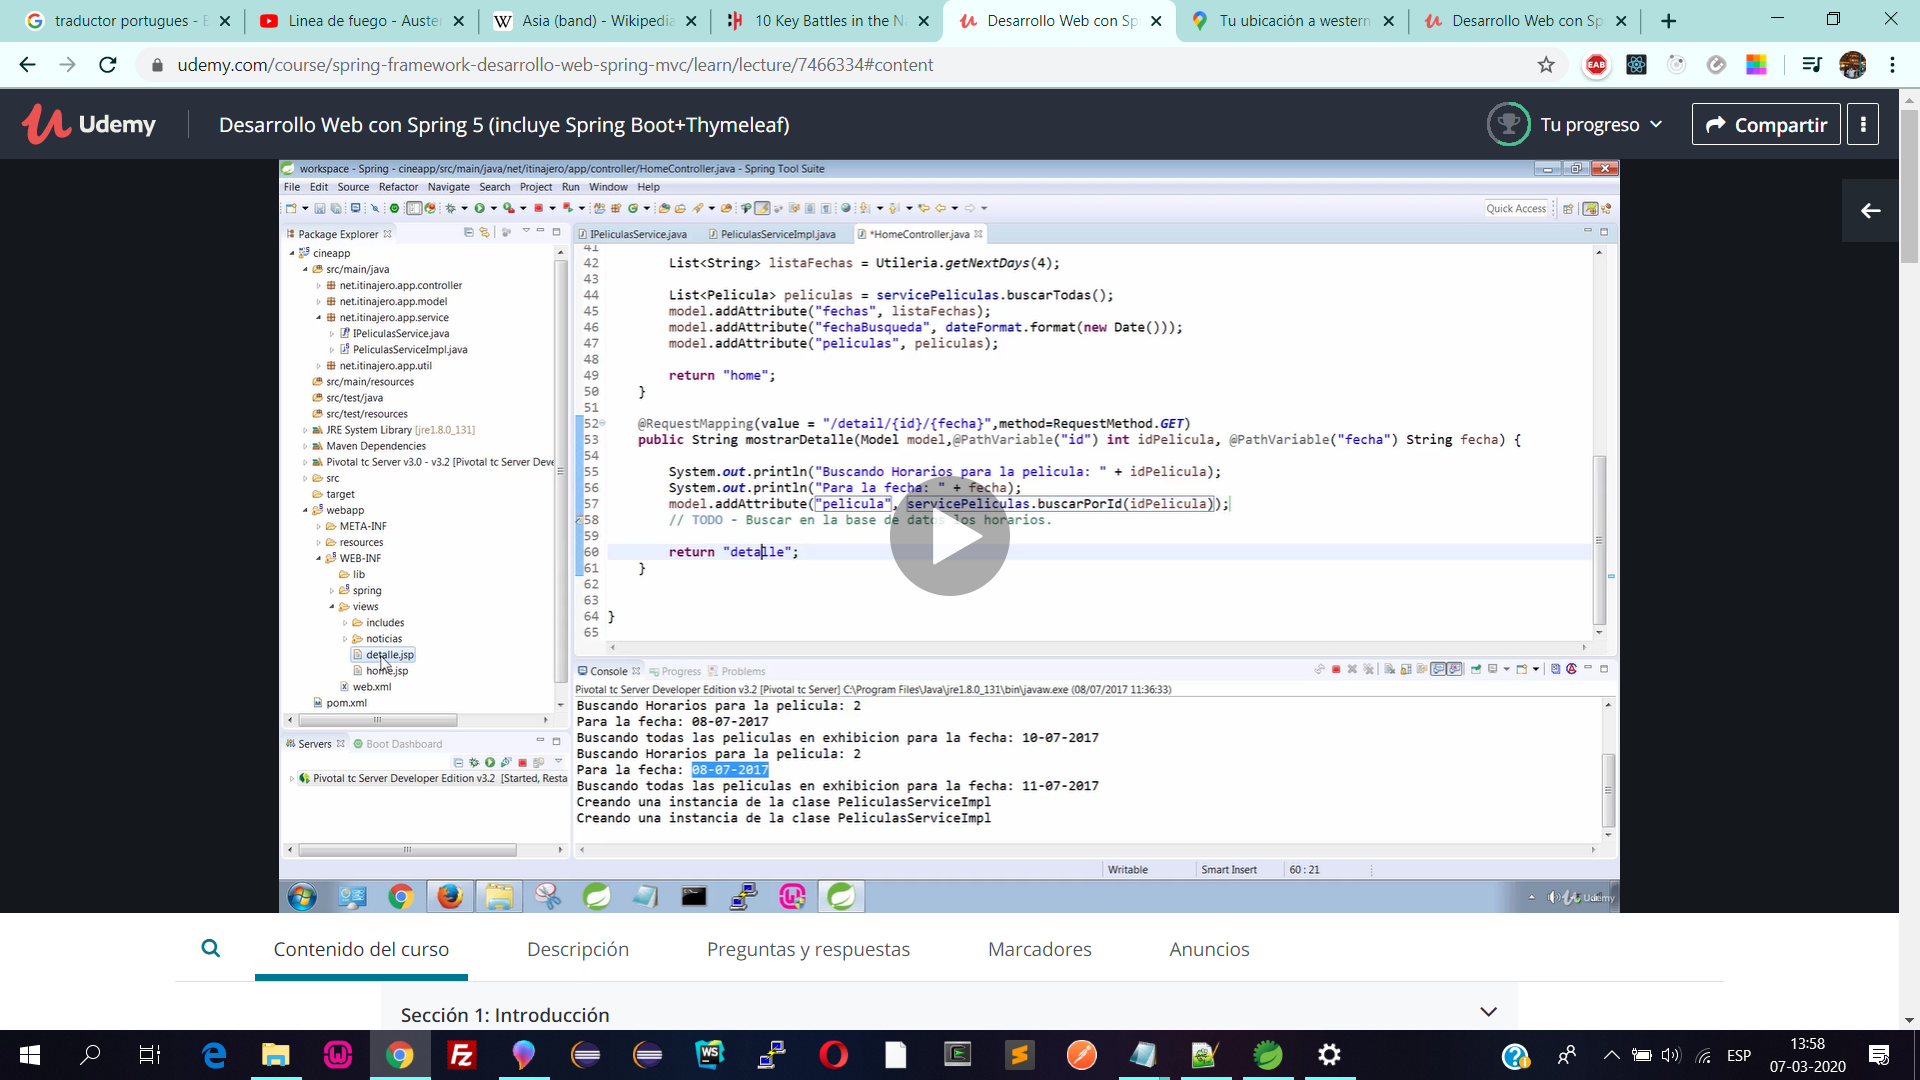 traductor portugues - E
Linea de fuego - Auster
Asia (band) - Wikipedia
10 Key Battles in the N
Desarrollo Web con Sp
Tu ubicación a western
Desarrollo Web con Sp
udemy.com/course/spring-framework-desarrollo-web-spring-mvc/learn/lecture/7466334#content
EAB
Udemy
Desarrollo Web con Spring 5 (incluye Spring Boot+Thymeleaf)
Tu progreso
Compartir
workspace - Spring - cineapp/src/main/java/net/itinajero/app/controller/HomeController.java - Spring Tool Suite
File Edit Source Refactor Navigate Search Project Run Window Help
Quick Access
Package Explorer
cineapp
src/main/java
net.itinajero.app.controller
net.itinajero.app.model
net.itinajero.app.service
IPeliculasService.java
PeliculasServiceImpl.java
net.itinajero.app.util
src/main/resources
src/test/java
src/test/resources
JRE System Library [jre1.8.0_131]
Maven Dependencies
Pivotal tc Server v3.0 - v3.2 [Pivotal tc Server Deve
src
target
webapp
META-INF
resources
WEB-INF
lib
spring
views
includes
noticias
detalle.jsp
home.jsp
web.xml
pom.xml
Servers
Boot Dashboard
Pivotal tc Server Developer Edition v3.2 [Started, Resta
IPeliculasService.java
PeliculasServiceImpl.java
*HomeController.java
41
42 List<String> listaFechas = Utileria.getNextDays(4);
43
44 List<Pelicula> peliculas = servicePeliculas.buscarTodas();
45 model.addAttribute("fechas", listaFechas);
46 model.addAttribute("fechaBusqueda", dateFormat.format(new Date()));
47 model.addAttribute("peliculas", peliculas);
48
49 return "home";
50 }
51
52 @RequestMapping(value = "/detail/{id}/{fecha}",method=RequestMethod.GET)
53 public String mostrarDetalle(Model model,@PathVariable("id") int idPelicula, @PathVariable("fecha") String fecha) {
54
55 System.out.println("Buscando Horarios para la pelicula: " + idPelicula);
56 System.out.println("Para la fecha: " + fecha);
57 model.addAttribute("pelicula", servicePeliculas.buscarPorId(idPelicula));
58 // TODO - Buscar en la base de datos los horarios.
59
60 return "detalle";
61 }
62
63
64 }
65
Console
Progress
Problems
Pivotal tc Server Developer Edition v3.2 [Pivotal tc Server] C:\Program Files\Java\jre1.8.0_131\bin\javaw.exe (08/07/2017 11:36:33)
Buscando Horarios para la pelicula: 2
Para la fecha: 08-07-2017
Buscando todas las peliculas en exhibicion para la fecha: 10-07-2017
Buscando Horarios para la pelicula: 2
Para la fecha: 08-07-2017
Buscando todas las peliculas en exhibicion para la fecha: 11-07-2017
Creando una instancia de la clase PeliculasServiceImpl
Creando una instancia de la clase PeliculasServiceImpl
Writable
Smart Insert
60 : 21
Udemy
Contenido del curso
Descripción
Preguntas y respuestas
Marcadores
Anuncios
Sección 1: Introducción
ESP
13:58
07-03-2020